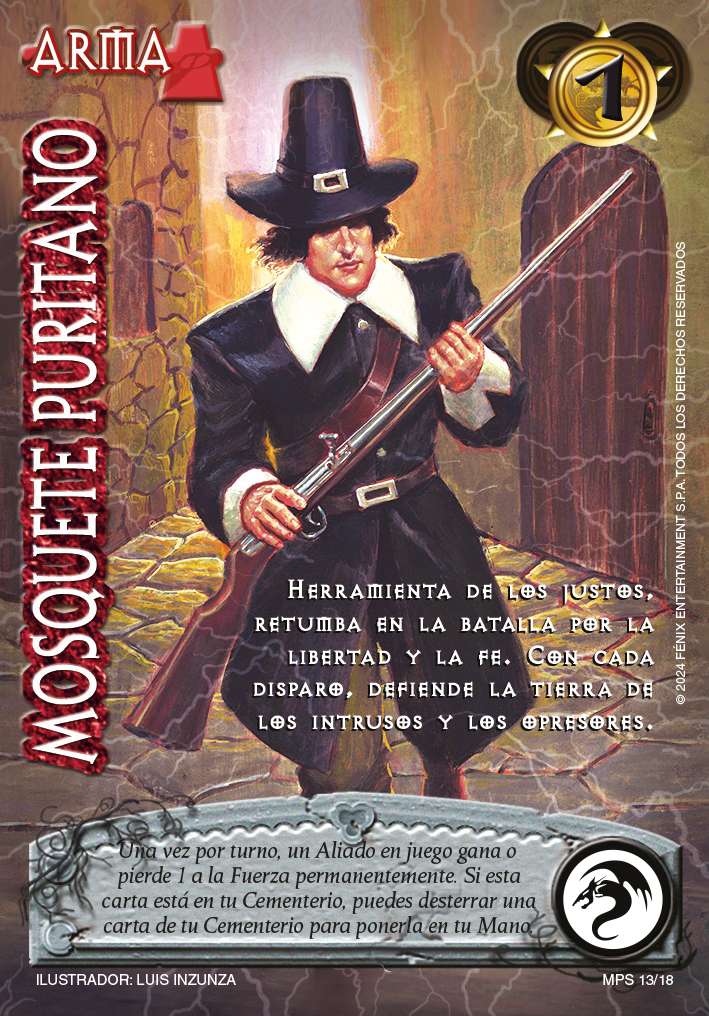 ARMA
1
MOSQUETE PURITANO
Herramienta de los justos,
retumba en la batalla por la
libertad y la fe. Con cada
disparo, defiende la tierra de
los intrusos y los opresores.
© 2024 FÉNIX ENTERTAINMENT S.P.A. TODOS LOS DERECHOS RESERVADOS
Una vez por turno, un Aliado en juego gana o
pierde 1 a la Fuerza permanentemente. Si esta
carta está en tu Cementerio, puedes desterrar una
carta de tu Cementerio para ponerla en tu Mano.
ILUSTRADOR: LUIS INZUNZA
MPS 13/18